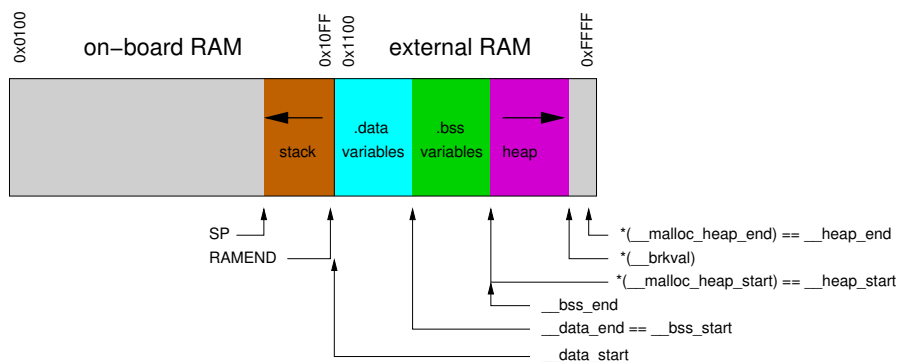 0x0100
on−board RAM
0x10FF
0x1100
external RAM
0xFFFF
stack
.data
variables
.bss
variables
heap
SP
RAMEND
*(__malloc_heap_end) == __heap_end
*(__brkval)
*(__malloc_heap_start) == __heap_start
__bss_end
__data_end == __bss_start
__data_start